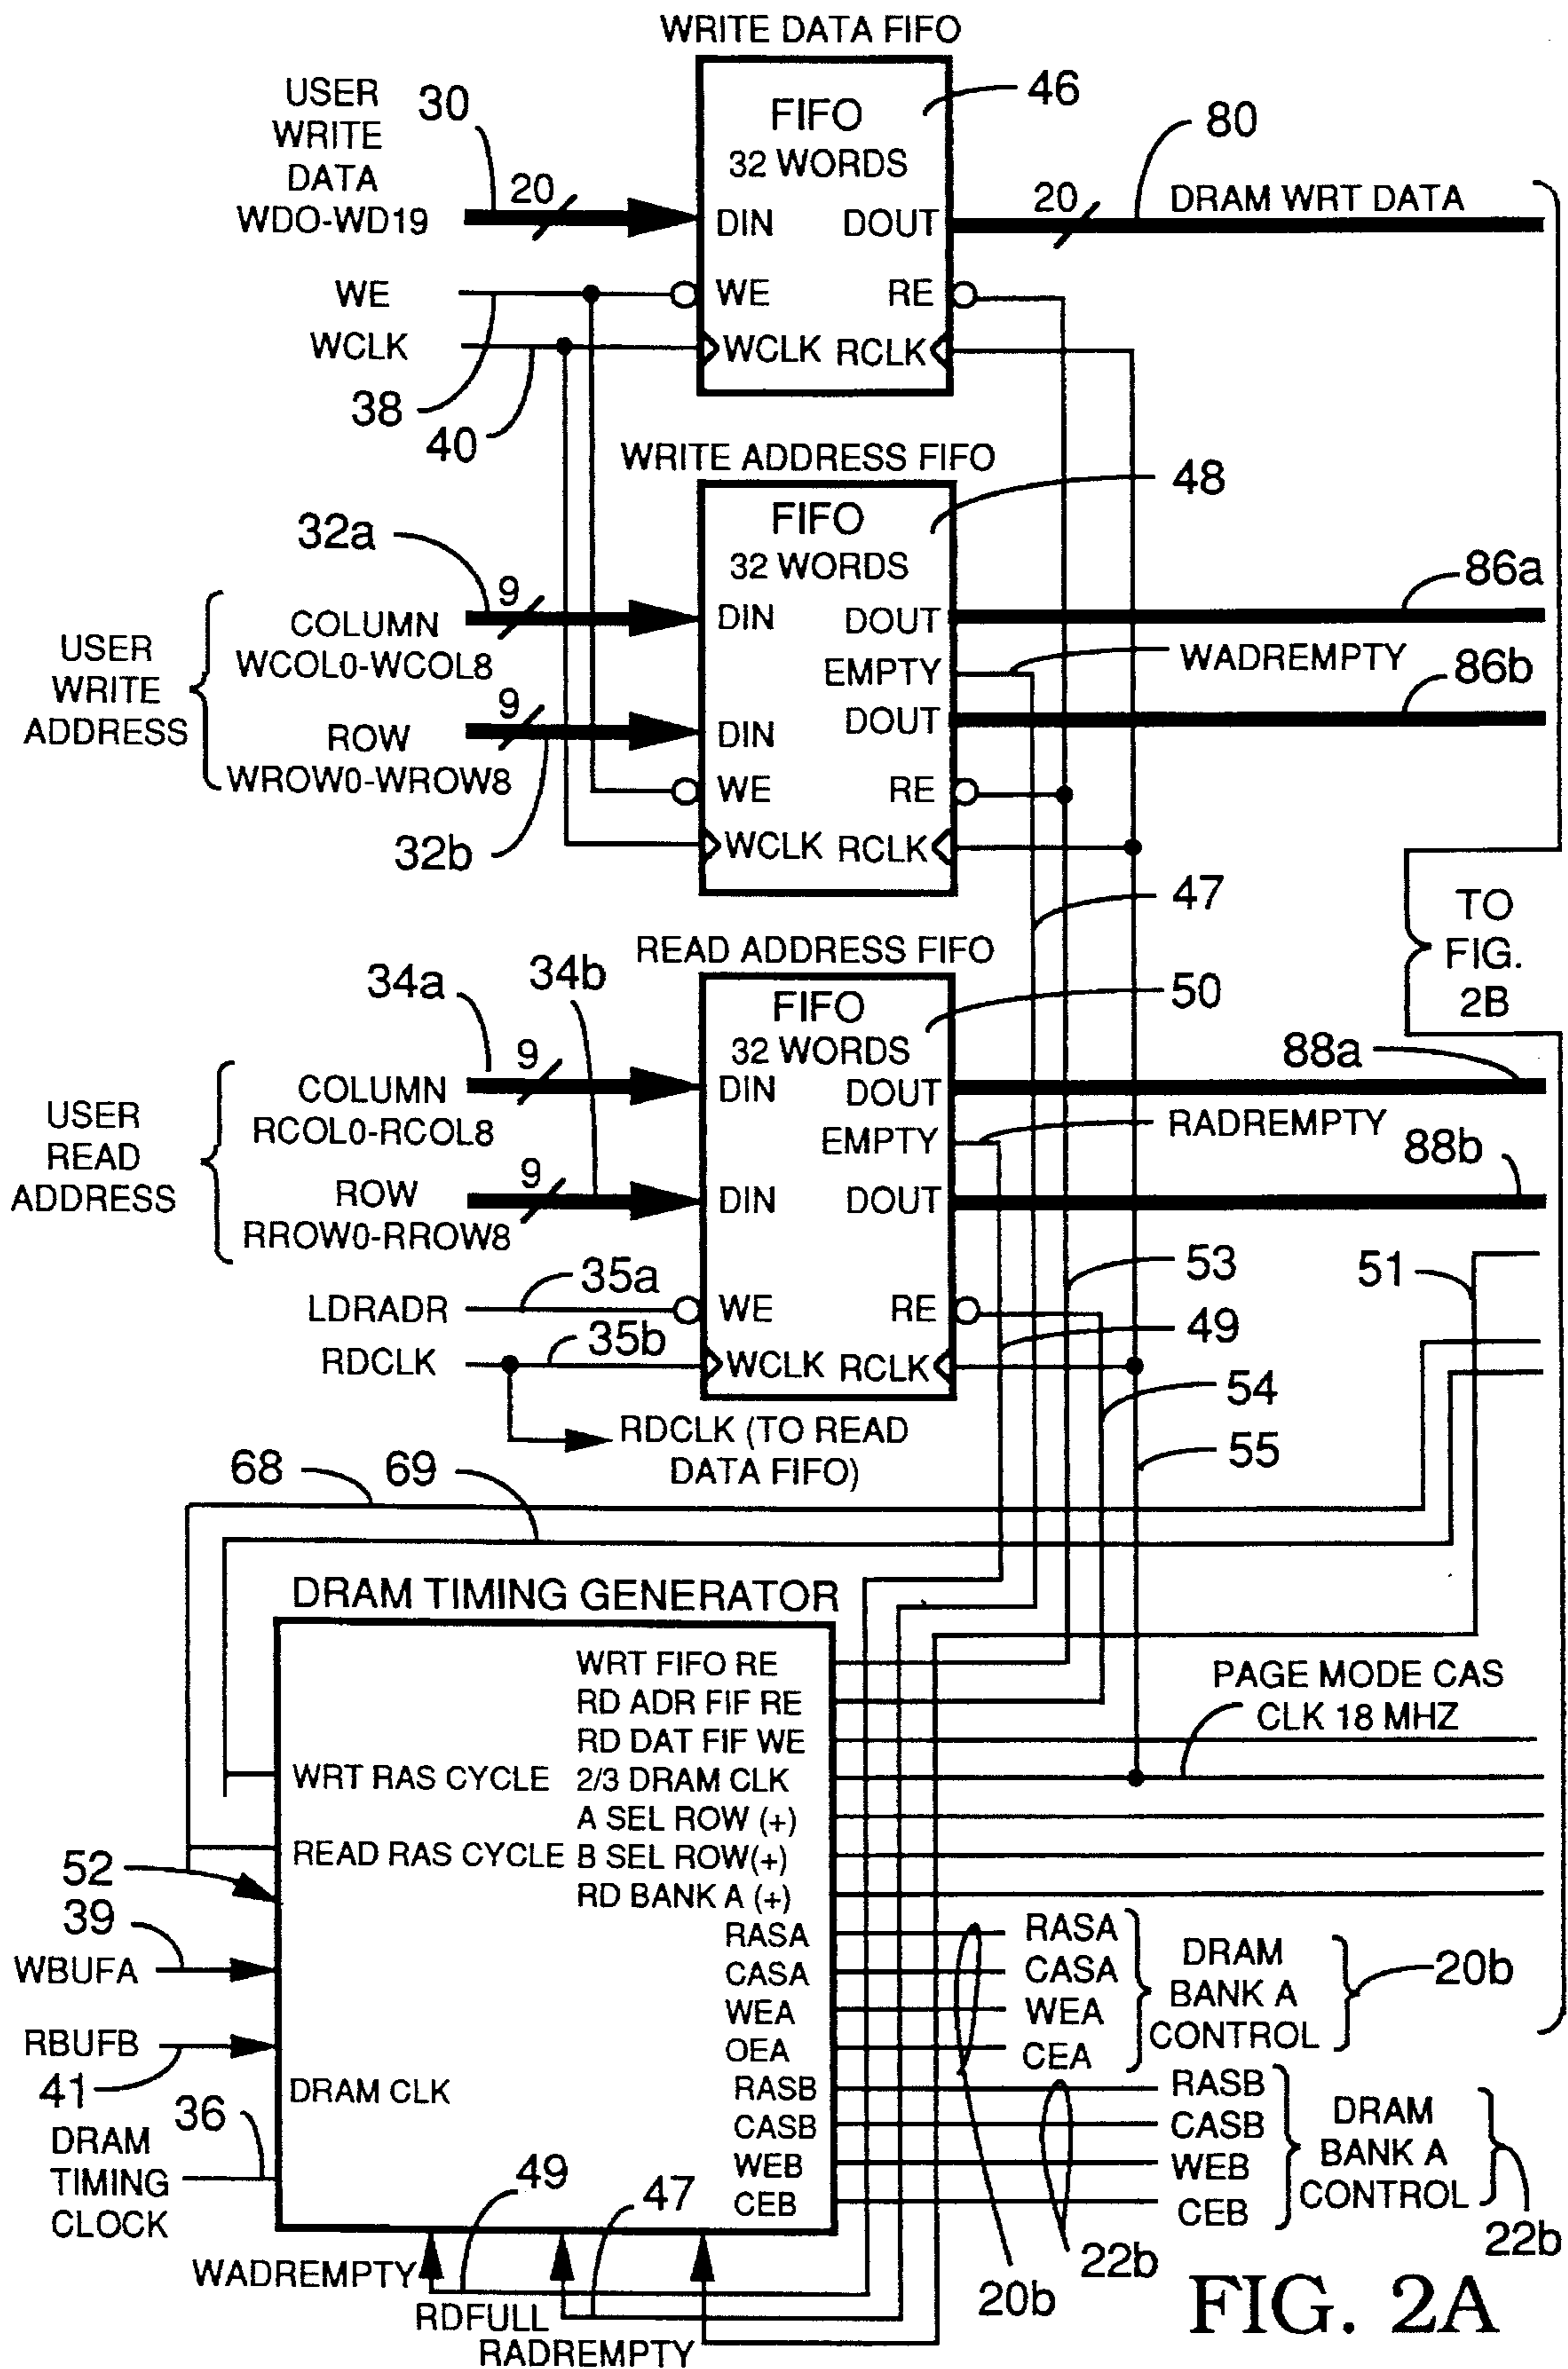 WRITE DATA FIFO
USER
WRITE
DATA
WDO-WD19
30
20
FIFO
32 WORDS
46
DIN
DOUT
20
80
DRAM WRT DATA
WE
WE
RE
WCLK
WCLK
RCLK
38
40
WRITE ADDRESS FIFO
FIFO
32 WORDS
48
32a
USER
WRITE
ADDRESS
COLUMN
WCOL0-WCOL8
9
DIN
DOUT
86a
EMPTY
WADREMPTY
ROW
WROW0-WROW8
9
DIN
DOUT
86b
WE
RE
32b
WCLK
RCLK
47
TO
FIG.
2B
READ ADDRESS FIFO
FIFO
32 WORDS
50
34a
34b
USER
READ
ADDRESS
COLUMN
RCOL0-RCOL8
9
DIN
DOUT
88a
EMPTY
RADREMPTY
ROW
RROW0-RROW8
9
DIN
DOUT
88b
53
51
LDRADR
35a
WE
RE
49
RDCLK
35b
WCLK
RCLK
54
RDCLK (TO READ
DATA FIFO)
55
68
69
DRAM TIMING GENERATOR
WRT FIFO RE
RD ADR FIF RE
RD DAT FIF WE
PAGE MODE CAS
CLK 18 MHZ
WRT RAS CYCLE
2/3 DRAM CLK
A SEL ROW (+)
READ RAS CYCLE
B SEL ROW(+)
RD BANK A (+)
52
39
WBUFA
RBUFB
41
36
DRAM
TIMING
CLOCK
DRAM CLK
RASA
CASA
WEA
OEA
RASB
CASB
WEB
CEB
RASA
CASA
WEA
CEA
DRAM
BANK A
CONTROL
20b
RASB
CASB
WEB
CEB
DRAM
BANK A
CONTROL
22b
49
47
20b
22b
WADREMPTY
RDFULL
RADREMPTY
FIG. 2A